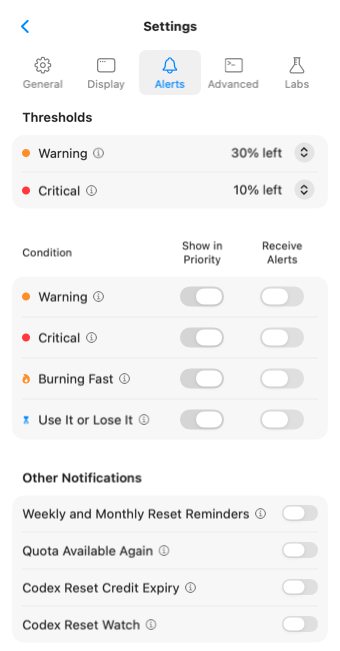 Settings
General
Display
Alerts
Advanced
Labs
Thresholds
Warning
30% left
Critical
10% left
Condition
Show in
Priority
Receive
Alerts
Warning
Critical
Burning Fast
Use It or Lose It
Other Notifications
Weekly and Monthly Reset Reminders
Quota Available Again
Codex Reset Credit Expiry
Codex Reset Watch